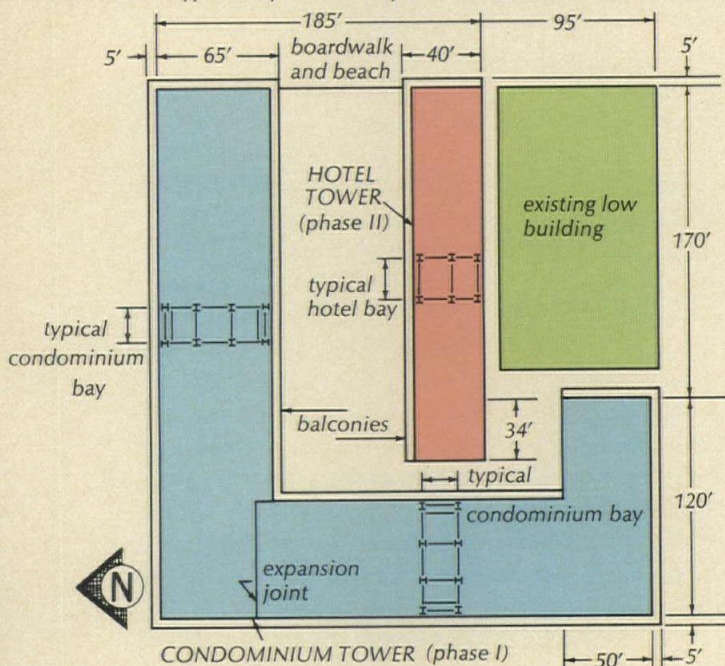 185'
95'
5'
65'
boardwalk
and beach
40'
5'
HOTEL
TOWER
(phase II)
existing low
building
170'
typical
hotel bay
typical
condominium
bay
balconies
34'
typical
condominium bay
120'
expansion
joint
N
CONDOMINIUM TOWER (phase I)
50'
5'